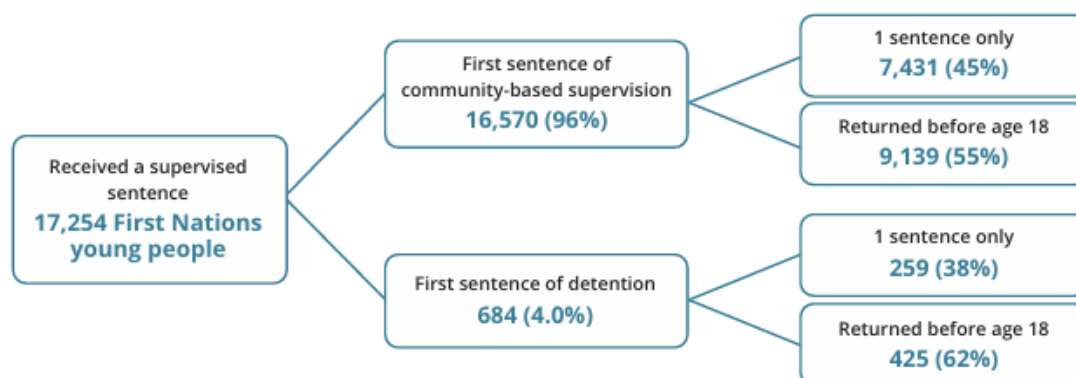 Received a supervised
sentence
17,254 First Nations
young people
First sentence of
community-based supervision
16,570 (96%)
1 sentence only
7,431 (45%)
Returned before age 18
9,139 (55%)
First sentence of detention
684 (4.0%)
1 sentence only
259 (38%)
Returned before age 18
425 (62%)